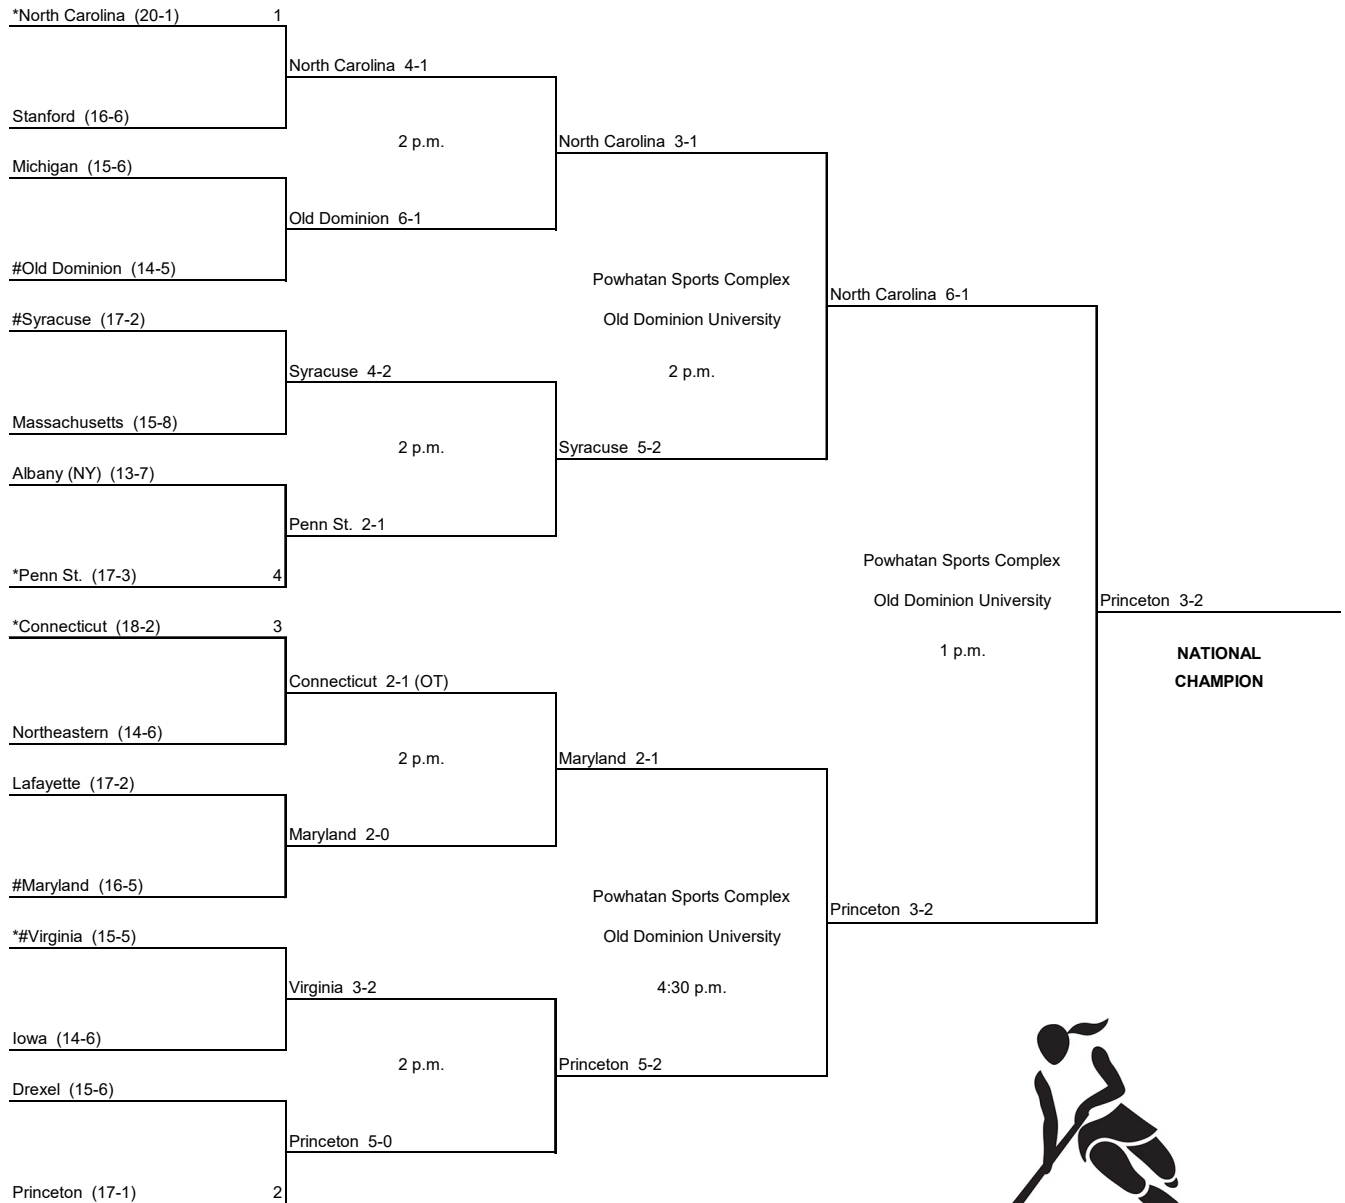 *North Carolina (20-1) 1
North Carolina 4-1
Stanford (16-6)
2 p.m.
North Carolina 3-1
Michigan (15-6)
Old Dominion 6-1
#Old Dominion (14-5)
Powhatan Sports Complex
North Carolina 6-1
#Syracuse (17-2)
Old Dominion University
Syracuse 4-2
2 p.m.
Massachusetts (15-8)
2 p.m.
Syracuse 5-2
Albany (NY) (13-7)
Penn St. 2-1
Powhatan Sports Complex
*Penn St. (17-3) 4
Old Dominion University
Princeton 3-2
*Connecticut (18-2) 3
1 p.m.
NATIONAL
CHAMPION
Connecticut 2-1 (OT)
Northeastern (14-6)
2 p.m.
Maryland 2-1
Lafayette (17-2)
Maryland 2-0
#Maryland (16-5)
Powhatan Sports Complex
Princeton 3-2
*#Virginia (15-5)
Old Dominion University
Virginia 3-2
4:30 p.m.
Iowa (14-6)
2 p.m.
Princeton 5-2
Drexel (15-6)
Princeton 5-0
Princeton (17-1) 2